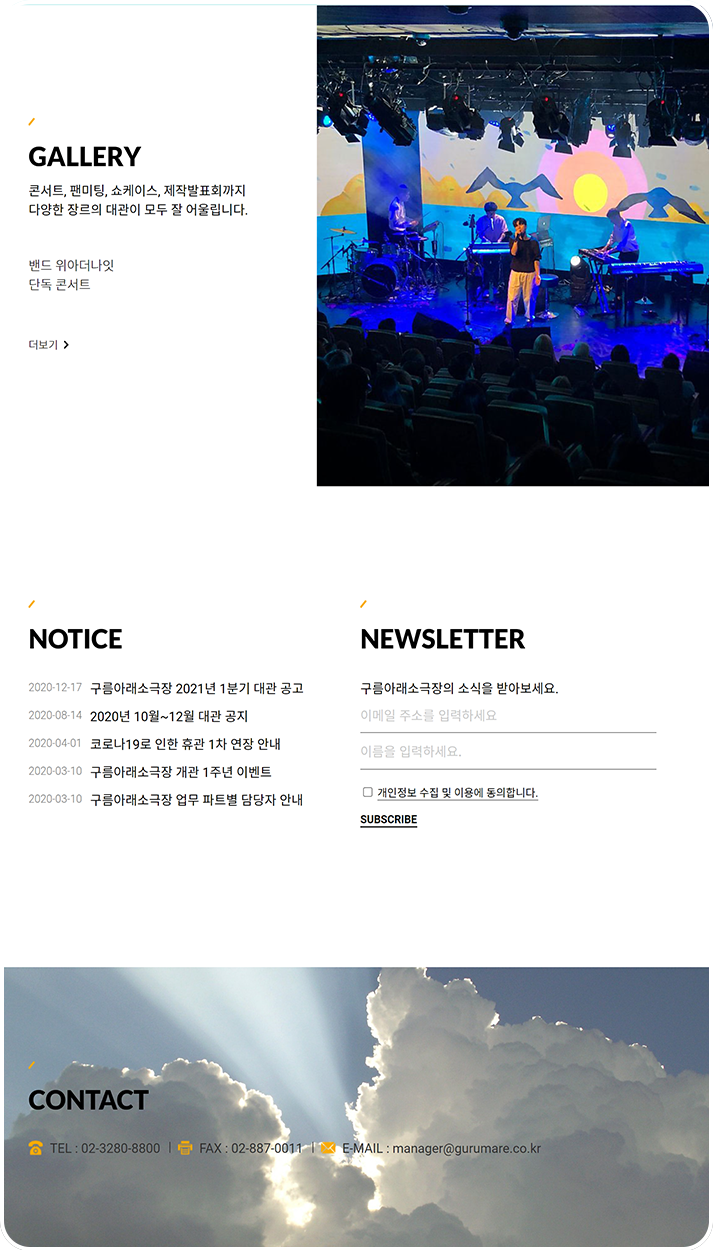 GALLERY
콘서트, 팬미팅, 쇼케이스, 제작발표회까지
다양한 장르의 대관이 모두 잘 어울립니다.
밴드 위아더나잇
단독 콘서트
더보기
NOTICE
2020-12-17 구름아래소극장 2021년 1분기 대관 공고
2020-08-14 2020년 10월~12월 대관 공지
2020-04-01 코로나19로 인한 휴관 1차 연장 안내
2020-03-10 구름아래소극장 개관 1주년 이벤트
2020-03-10 구름아래소극장 업무 파트별 담당자 안내
NEWSLETTER
구름아래소극장의 소식을 받아보세요.
이메일 주소를 입력하세요
이름을 입력하세요.
개인정보 수집 및 이용에 동의합니다.
SUBSCRIBE
CONTACT
TEL : 02-3280-8800 | FAX : 02-887-0011 | E-MAIL : manager@gurumare.co.kr